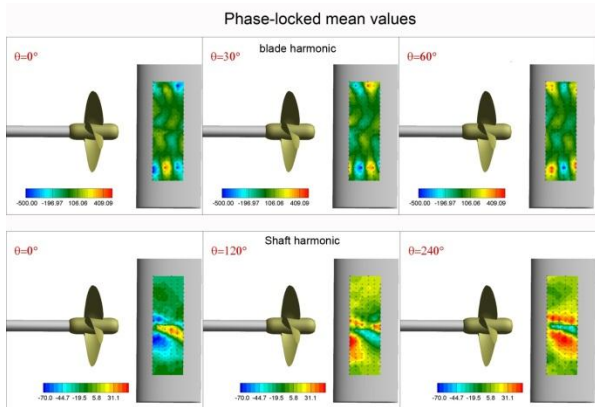 Phase-locked mean values
blade harmonic
θ=0°
θ=30°
θ=60°
-500.00 -196.97 106.06 409.09
-500.00 -196.97 106.06 409.09
-500.00 -196.97 106.06 409.09
Shaft harmonic
θ=0°
θ=120°
θ=240°
-70.0 -44.7 -19.5 5.8 31.1
-70.0 -44.7 -19.5 5.8 31.1
-70.0 -44.7 -19.5 5.8 31.1